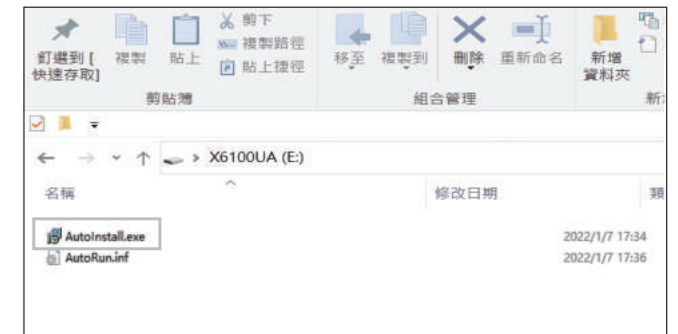 剪下
複製路徑
釘選到 [
快速存取]
複製
貼上
貼上捷徑
移至
複製到
刪除
重新命名
新增
資料夾
剪貼簿
組合管理
新
X6100UA (E:)
名稱
修改日期
類
AutoInstall.exe
2022/1/7 17:34
AutoRun.inf
2022/1/7 17:36